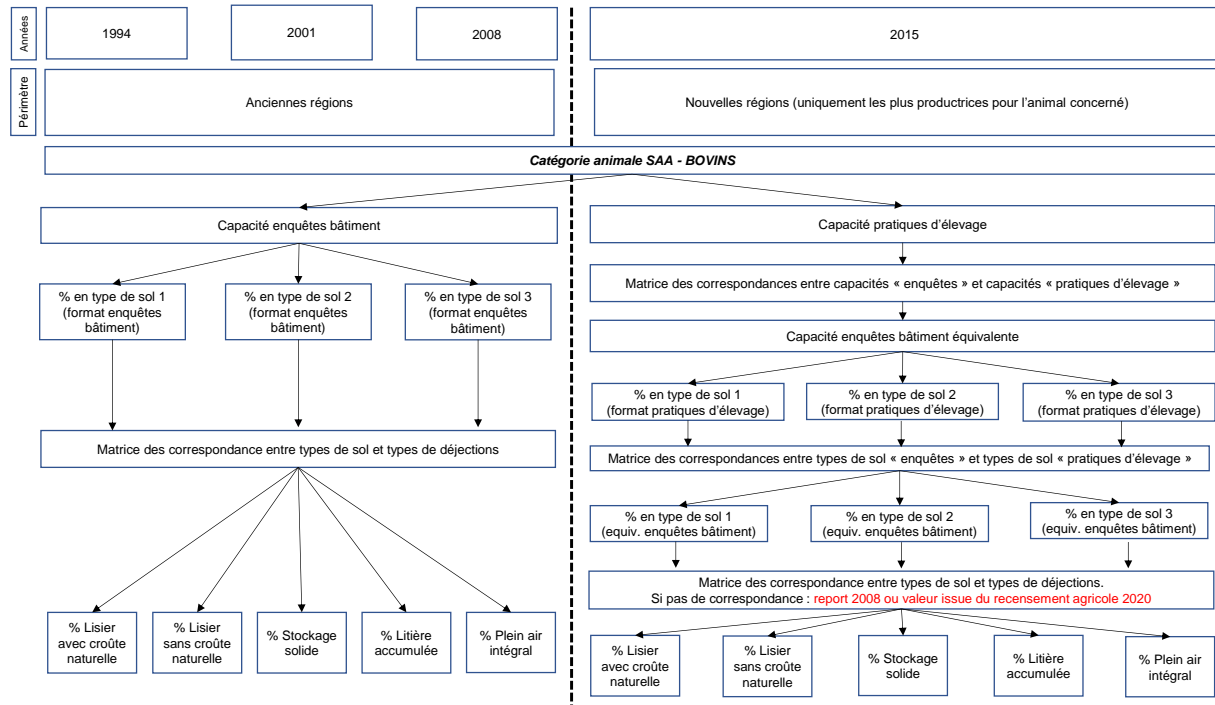 Années
1994
2001
2008
2015
Périmètre
Anciennes régions
Nouvelles régions (uniquement les plus productrices pour l'animal concerné)
Catégorie animale SAA - BOVINS
Capacité enquêtes bâtiment
% en type de sol 1
(format enquêtes
bâtiment)
% en type de sol 2
(format enquêtes
bâtiment)
% en type de sol 3
(format enquêtes
bâtiment)
Matrice des correspondance entre types de sol et types de déjections
% Lisier
avec croûte
naturelle
% Lisier
sans croûte
naturelle
% Stockage
solide
% Litière
accumulée
% Plein air
intégral
Capacité pratiques d'élevage
Matrice des correspondances entre capacités « enquêtes » et capacités « pratiques d'élevage »
Capacité enquêtes bâtiment équivalente
% en type de sol 1
(format pratiques d'élevage)
% en type de sol 2
(format pratiques d'élevage)
% en type de sol 3
(format pratiques d'élevage)
Matrice des correspondances entre types de sol « enquêtes » et types de sol « pratiques d'élevage »
% en type de sol 1
(equiv. enquêtes bâtiment)
% en type de sol 2
(equiv. enquêtes bâtiment)
% en type de sol 3
(equiv. enquêtes bâtiment)
Matrice des correspondance entre types de sol et types de déjections.
Si pas de correspondance : report 2008 ou valeur issue du recensement agricole 2020
% Lisier
avec croûte
naturelle
% Lisier
sans croûte
naturelle
% Stockage
solide
% Litière
accumulée
% Plein air
intégral